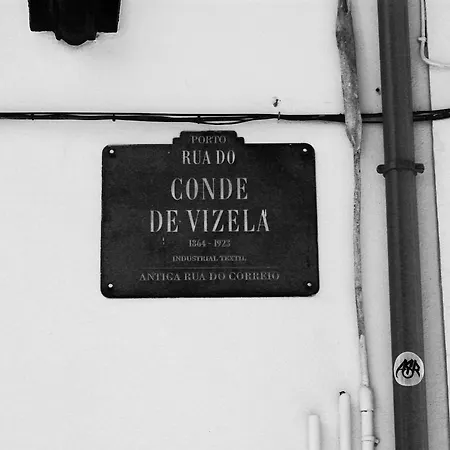 PORTO
RUA DO
CONDE
DE VIZELA
1864 - 1923
INDUSTRIAL TEXTIL
ANTIGA RUA DO CORREIO